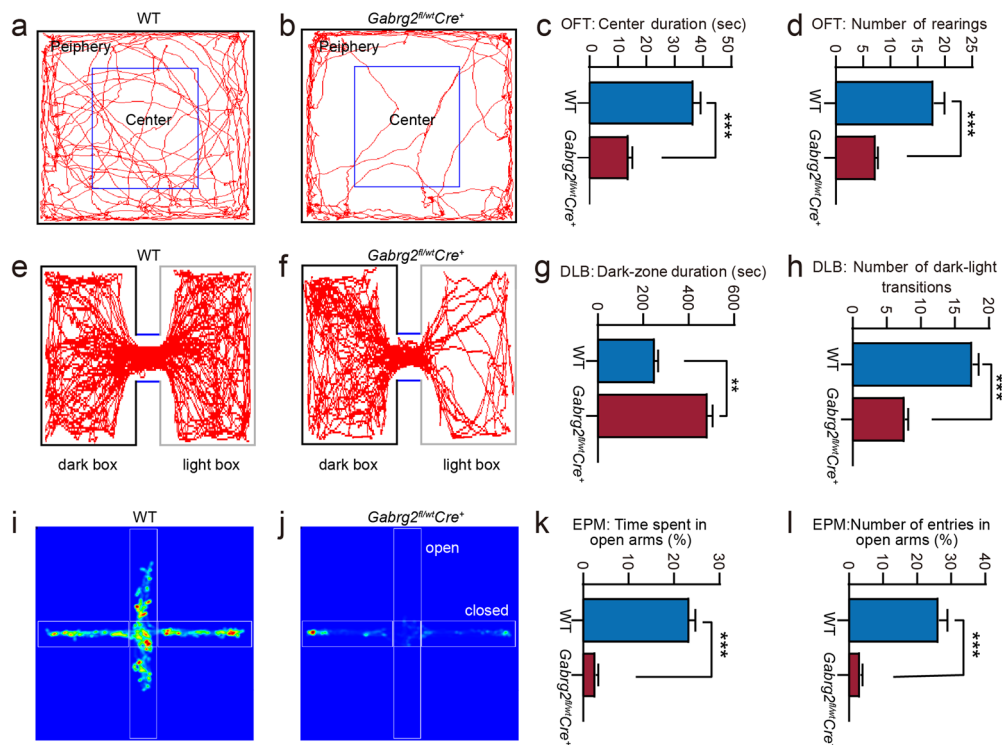 a
WT
Peiphery
Center
b
Gabrg2fl/wtCre+
Peiphery
Center
c
OFT: Center duration (sec)
0
10
20
30
40
50
WT
Gabrg2fl/wtCre+
***
d
OFT: Number of rearings
0
5
10
15
20
25
WT
Gabrg2fl/wtCre+
***
e
WT
dark box
light box
f
Gabrg2fl/wtCre+
dark box
light box
g
DLB: Dark-zone duration (sec)
0
200
400
600
WT
Gabrg2fl/wtCre+
**
h
DLB: Number of dark-light
transitions
0
5
10
15
20
WT
Gabrg2fl/wtCre+
***
i
WT
j
Gabrg2fl/wtCre+
open
closed
k
EPM: Time spent in
open arms (%)
0
10
20
30
WT
Gabrg2fl/wtCre+
***
l
EPM:Number of entries in
open arms (%)
0
10
20
30
40
WT
Gabrg2fl/wtCre+
***